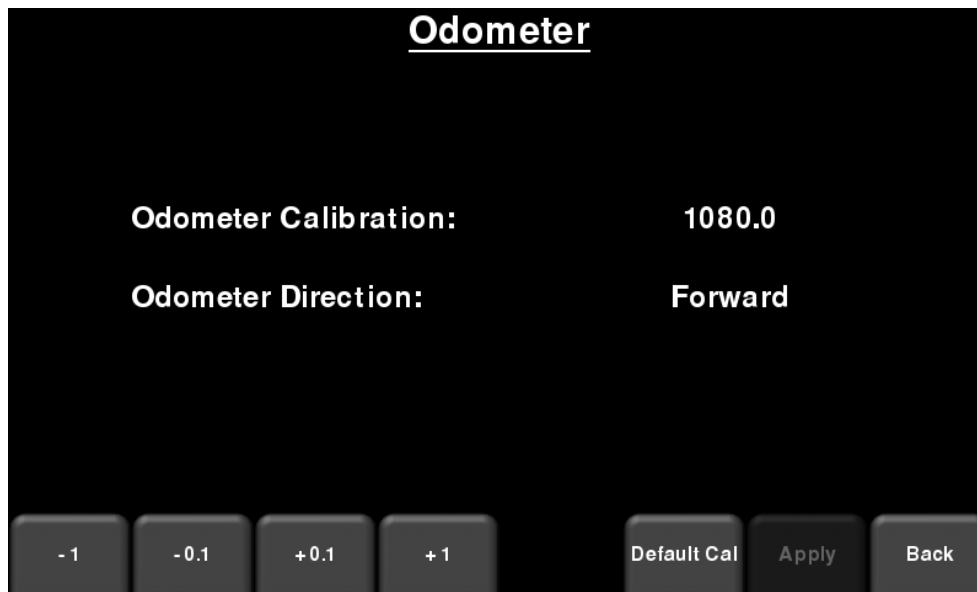 Odometer
Odometer Calibration: 1080.0
Odometer Direction: Forward
- 1 - 0.1 + 0.1 + 1 Default Cal Apply Back